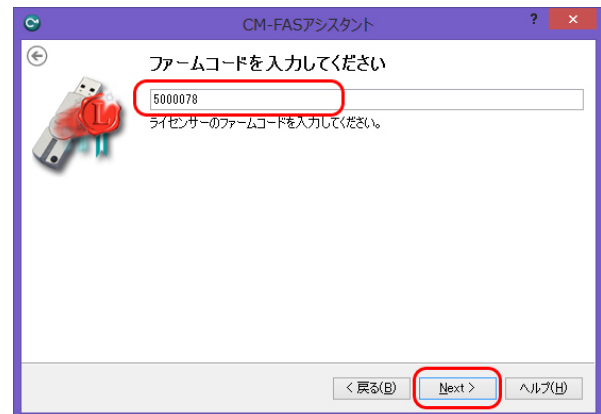 CM-FASアシスタント
ファームコードを入力してください
5000078
ライセンサーのファームコードを入力してください。
< 戻る(B) Next > ヘルプ(H)